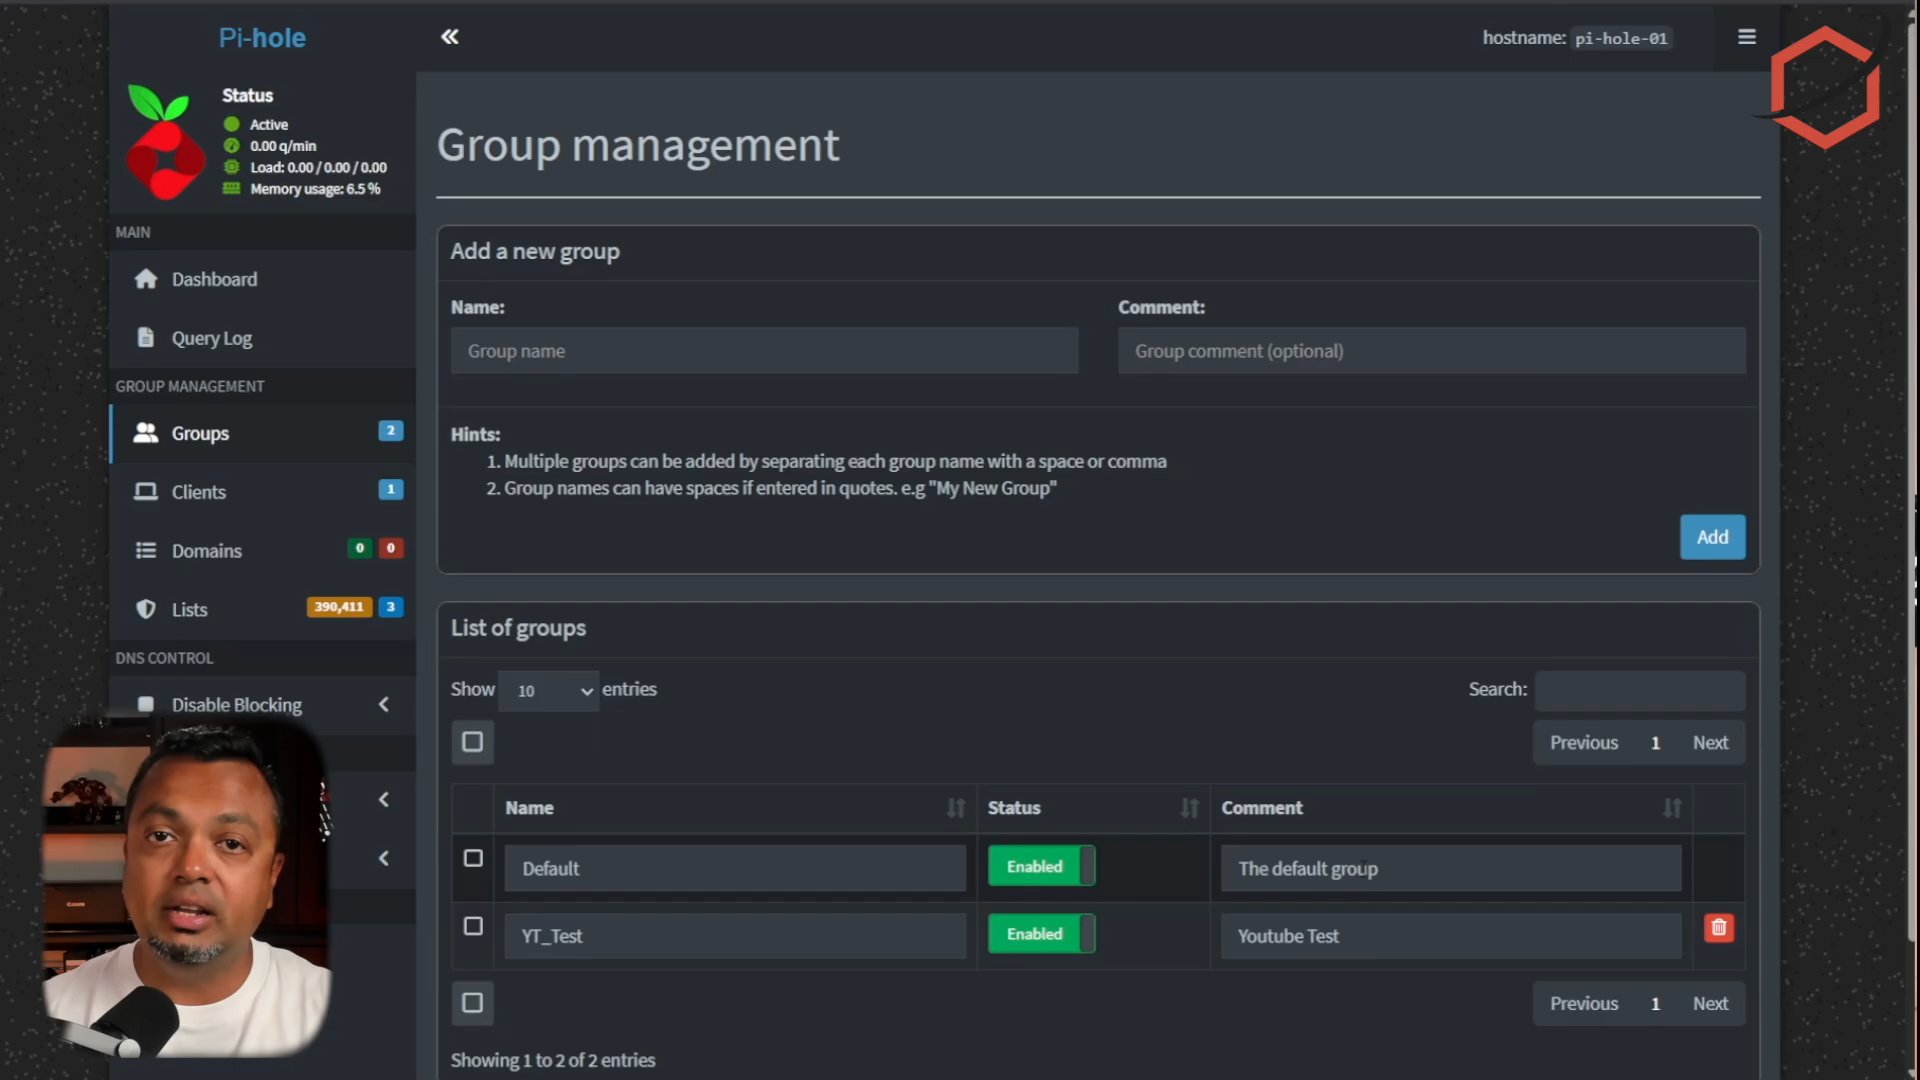 Pi-hole
hostname: pi-hole-01
Status
Active
0.00 q/min
Load: 0.00 / 0.00 / 0.00
Memory usage: 6.5 %
MAIN
Dashboard
Query Log
GROUP MANAGEMENT
Groups 2
Clients 1
Domains 0 0
Lists 390,411 3
DNS CONTROL
Disable Blocking
Group management
Add a new group
Name: Comment:
Group name Group comment (optional)
Hints:
1. Multiple groups can be added by separating each group name with a space or comma
2. Group names can have spaces if entered in quotes. e.g "My New Group"
Add
List of groups
Show 10 entries Search:
Previous 1 Next
Name Status Comment
Default Enabled The default group
YT_Test Enabled Youtube Test
Previous 1 Next
Showing 1 to 2 of 2 entries